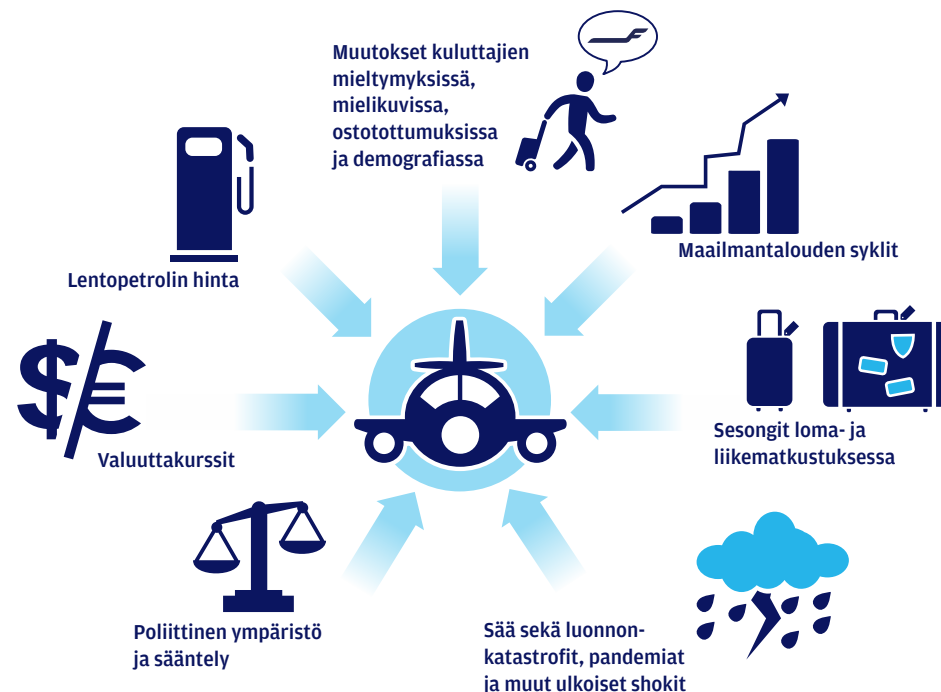 Muutokset kuluttajien
mieltymyksissä,
mielikuvissa,
ostotottumuksissa
ja demografiassa
Maailmantalouden syklit
Lentopetrolin hinta
Valuuttakurssit
Sesongit loma- ja
liikematkustuksessa
Poliittinen ympäristö
ja sääntely
Sää sekä luonnon-
katastrofit, pandemiat
ja muut ulkoiset shokit